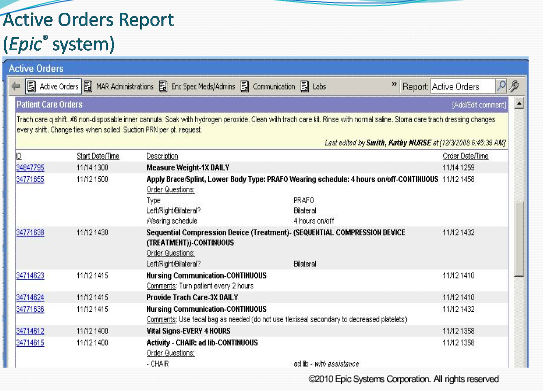 Active Orders Report
(Epic® system)
Active Orders
Active Orders MAR Administrations Enc Spec Meds/Admins Communication Labs » Report: Active Orders
Patient Care Orders [Add/Edit comment]
Trach care q shift. #6 non-disposable inner cannula. Soak with hydrogen peroxide. Clean with trach care kit. Rinse with normal saline. Stoma care trach dressing changes
every shift. Change ties when soiled. Suction PRN per pt. request.
Last edited by Smith, Kathy NURSE at [12/3/2008 8:45:35 AM]
ID Start Date/Time Description Order Date/Time
34847795 11/14 1300 Measure Weight-1X DAILY 11/14 1259
34771655 11/12 1500 Apply Brace/Splint, Lower Body Type: PRAFO Wearing schedule: 4 hours on/off-CONTINUOUS 11/12 1458
Order Questions:
Type PRAFO
Left/Right/Bilateral? Bilateral
Wearing schedule 4 hours on/off
34771638 11/12 1430 Sequential Compression Device (Treatment)- (SEQUENTIAL COMPRESSION DEVICE 11/12 1432
(TREATMENT))-CONTINUOUS
Order Questions:
Left/Right/Bilateral? Bilateral
34714623 11/12 1415 Nursing Communication-CONTINUOUS 11/12 1410
Comments: Turn patient every 2 hours
34714624 11/12 1415 Provide Trach Care-3X DAILY 11/12 1410
34771636 11/12 1415 Nursing Communication-CONTINUOUS 11/12 1432
Comments: Use fecal bag as needed (do not use flexiseal secondary to decreased platelets)
34714612 11/12 1400 Vital Signs-EVERY 4 HOURS 11/12 1358
34714615 11/12 1400 Activity - CHAIR: ad lib-CONTINUOUS 11/12 1358
Order Questions:
- CHAIR ad lib - with assistance
©2010 Epic Systems Corporation. All rights reserved